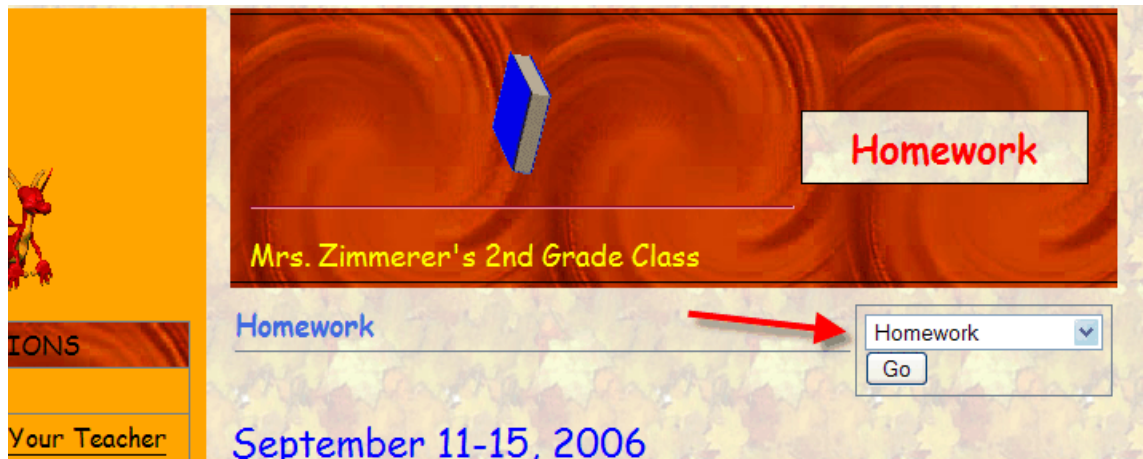 Homework
Mrs. Zimmerer's 2nd Grade Class
Homework
Homework
Go
IONS
Your Teacher
September 11-15, 2006